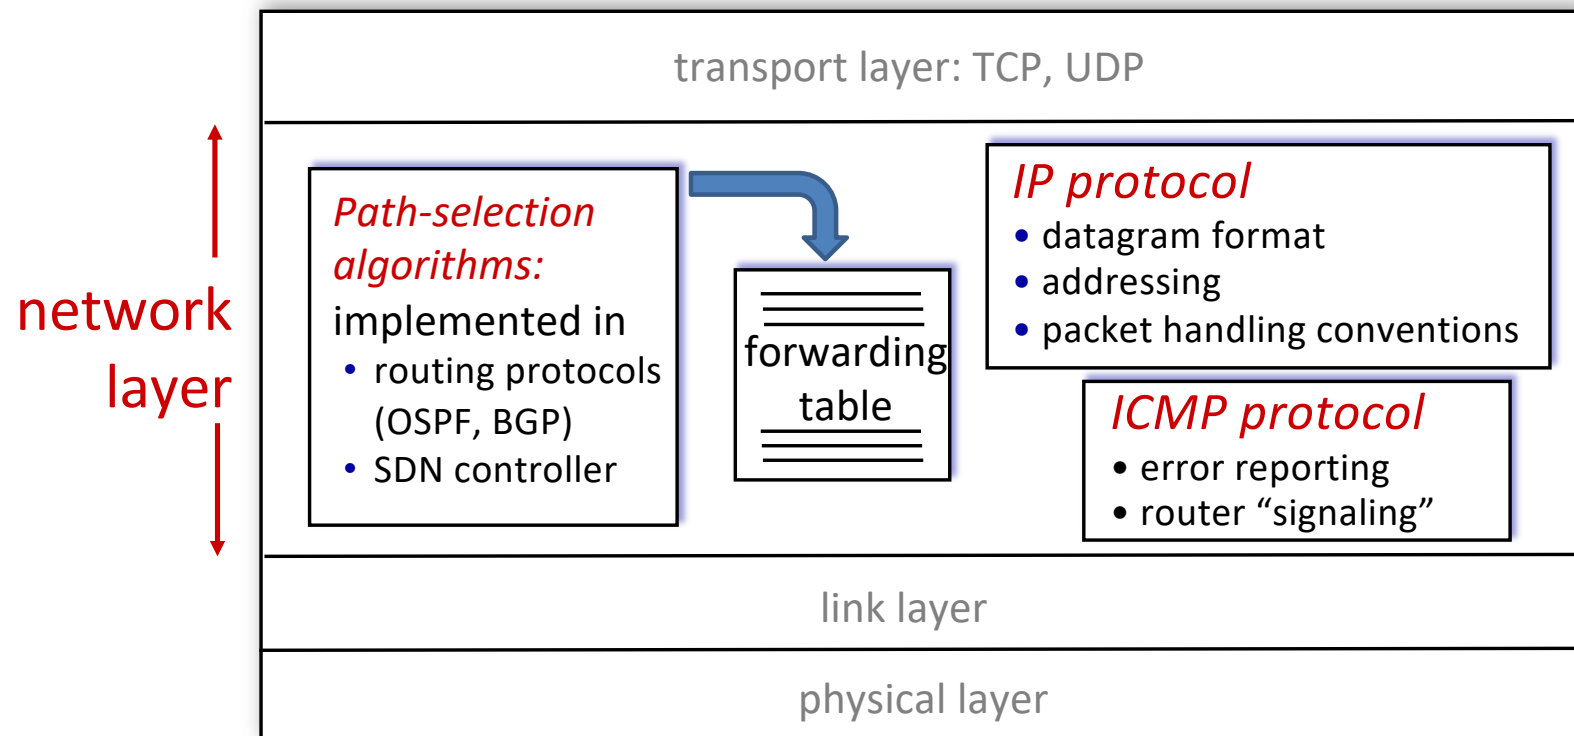 transport layer: TCP, UDP
network
layer
Path-selection
algorithms:
implemented in
• routing protocols
(OSPF, BGP)
• SDN controller
forwarding
table
IP protocol
• datagram format
• addressing
• packet handling conventions
ICMP protocol
• error reporting
• router “signaling”
link layer
physical layer